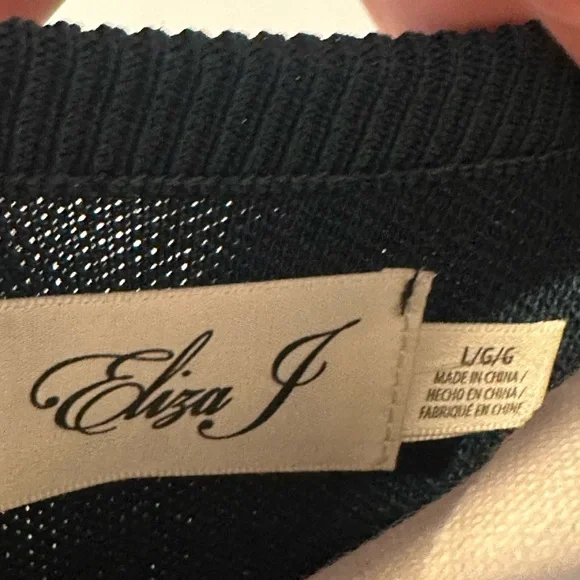 Eliza J
L/G/G
MADE IN CHINA/
HECHO EN CHINA/
FABRIQUÉ EN CHINE